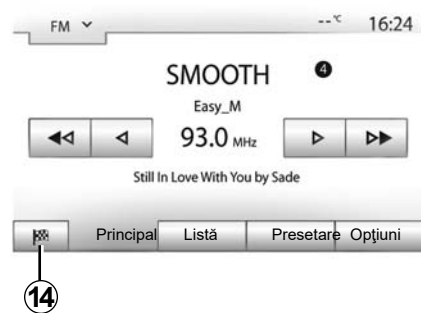 FM --°C 16:24
SMOOTH 4
Easy_M
93.0 MHz
Still In Love With You by Sade
Principal Listă Presetare Opţiuni
14